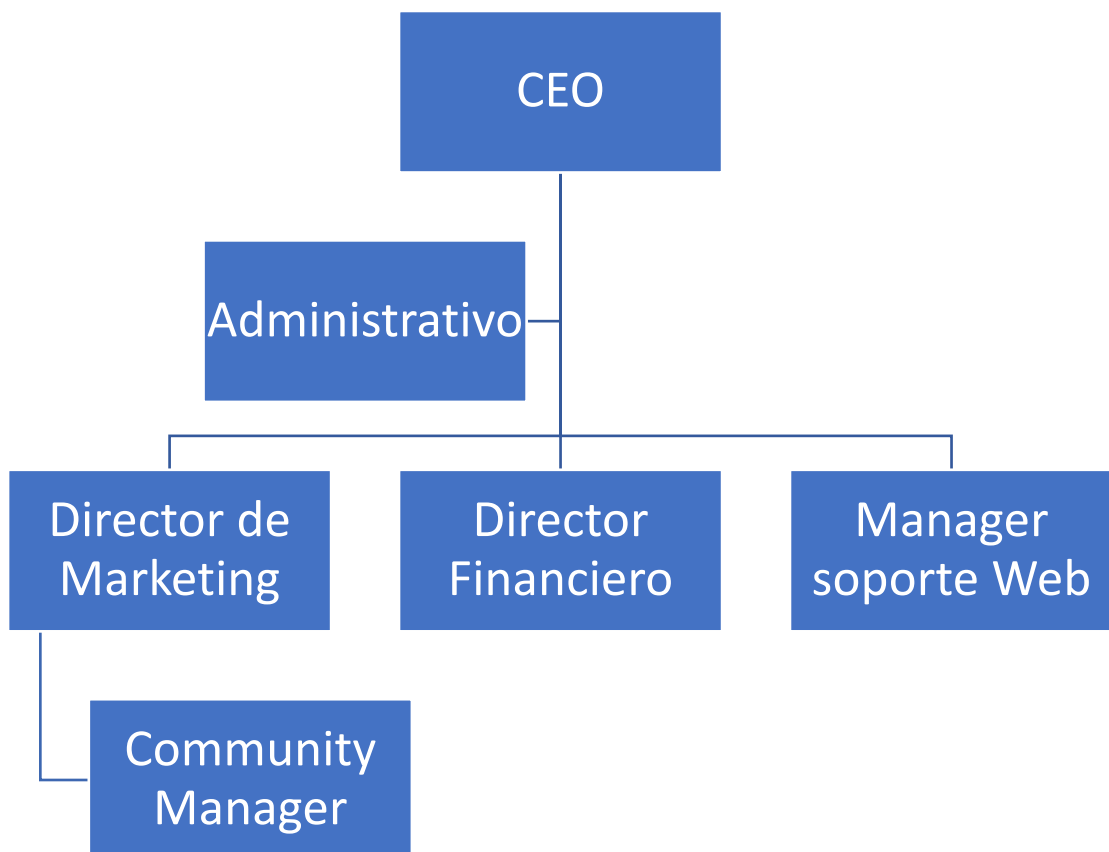 CEO
Administrativo
Director de
Marketing
Director
Financiero
Manager
soporte Web
Community
Manager